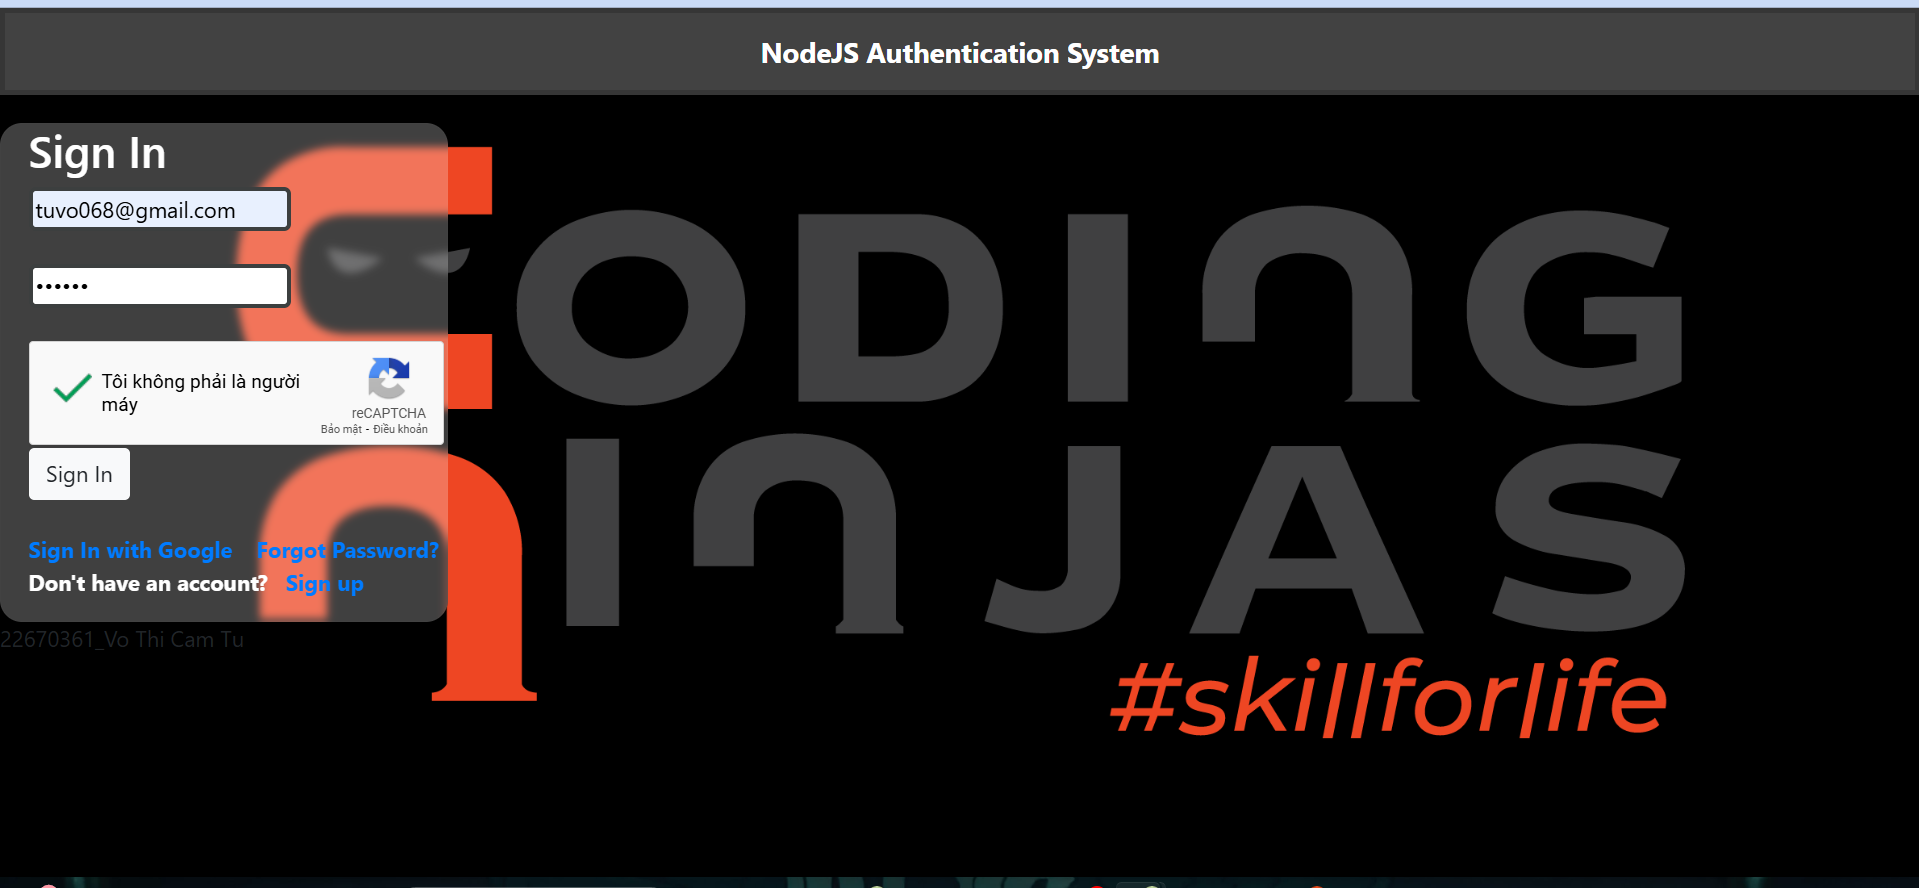 NodeJS Authentication System
Sign In
tuvo068@gmail.com
••••••
Tôi không phải là người
máy
reCAPTCHA
Bảo mật - Điều khoản
Sign In
Sign In with Google Forgot Password?
Don't have an account? Sign up
22670361_Vo Thi Cam Tu
CODING
NINJAS
#skillforlife